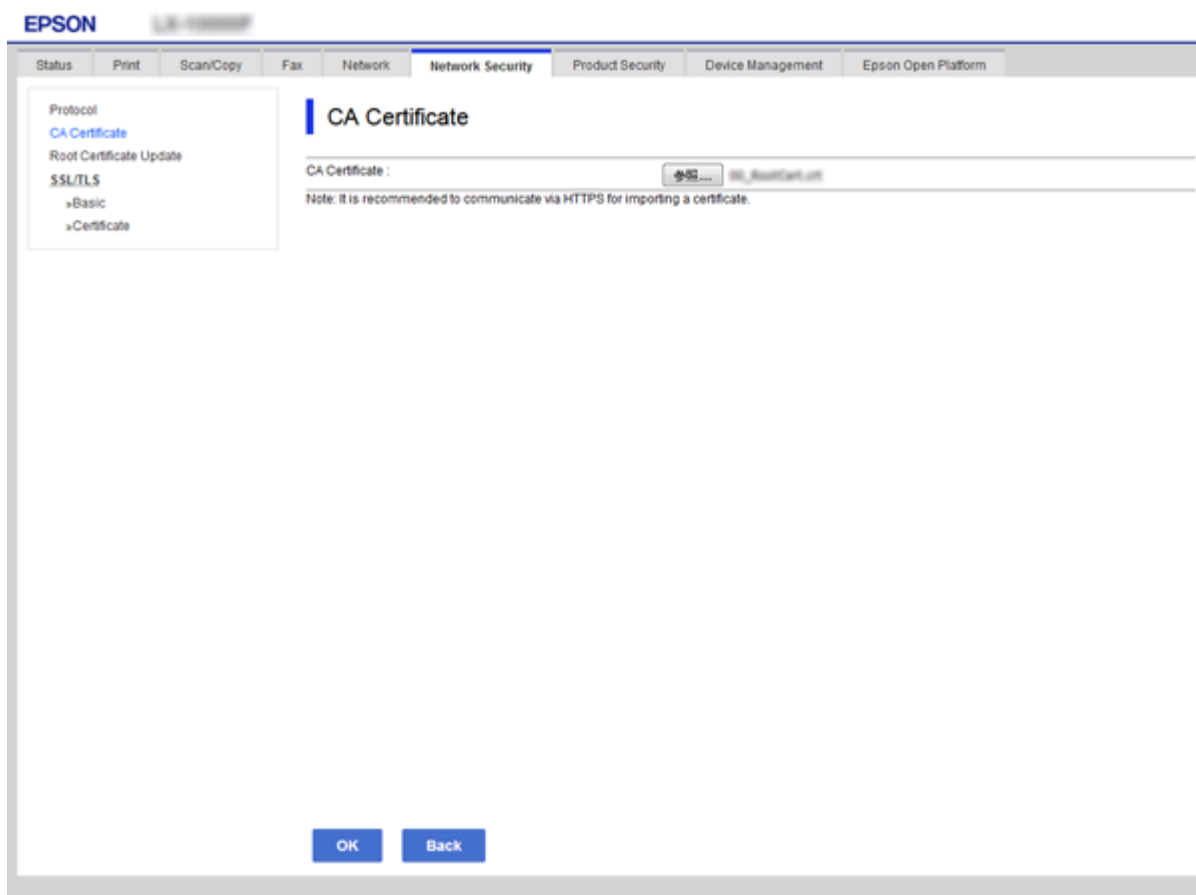 EPSON
Status Print Scan/Copy Fax Network Network Security Product Security Device Management Epson Open Platform
Protocol
CA Certificate
Root Certificate Update
SSL/TLS
»Basic
»Certificate
CA Certificate
CA Certificate :
参照...
Note: It is recommended to communicate via HTTPS for importing a certificate.
OK Back